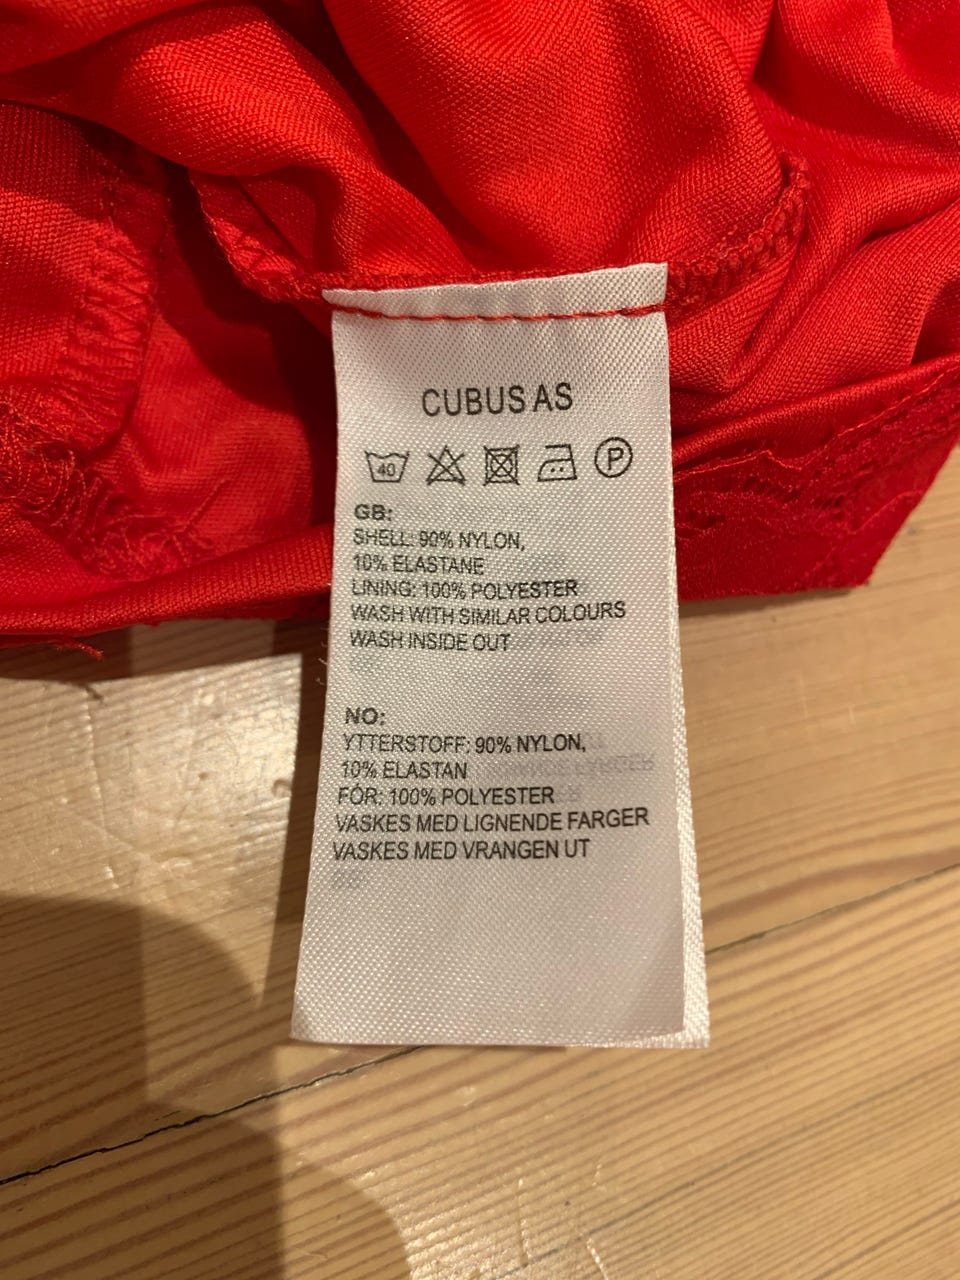 CUBUS AS
40 P
GB:
SHELL: 90% NYLON,
10% ELASTANE
LINING: 100% POLYESTER
WASH WITH SIMILAR COLOURS
WASH INSIDE OUT
NO:
YTTERSTOFF: 90% NYLON,
10% ELASTAN
FÓR: 100% POLYESTER
VASKES MED LIGNENDE FARGER
VASKES MED VRANGEN UT